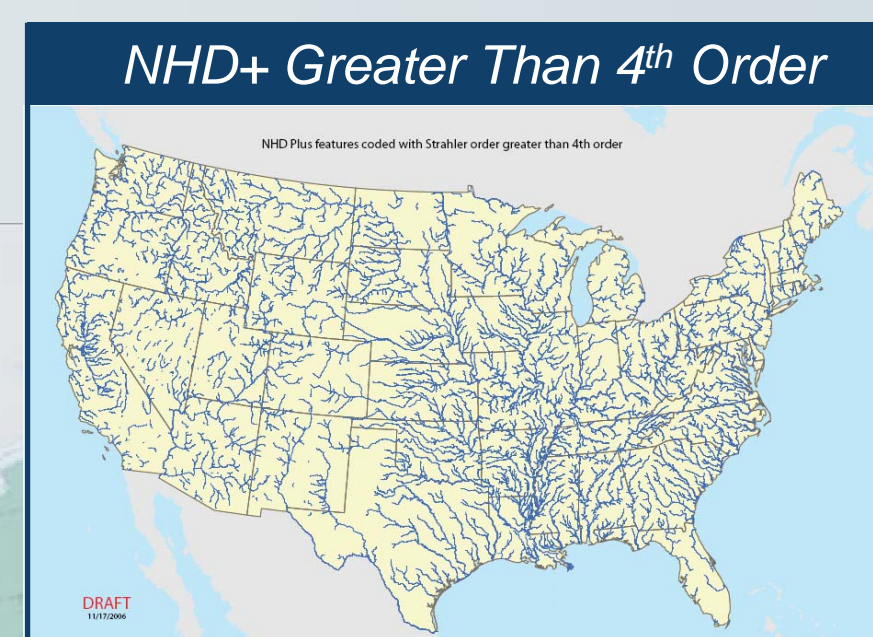 NHD+ Greater Than 4th Order
NHD Plus features coded with Strahler order greater than 4th order
DRAFT
11/17/2006